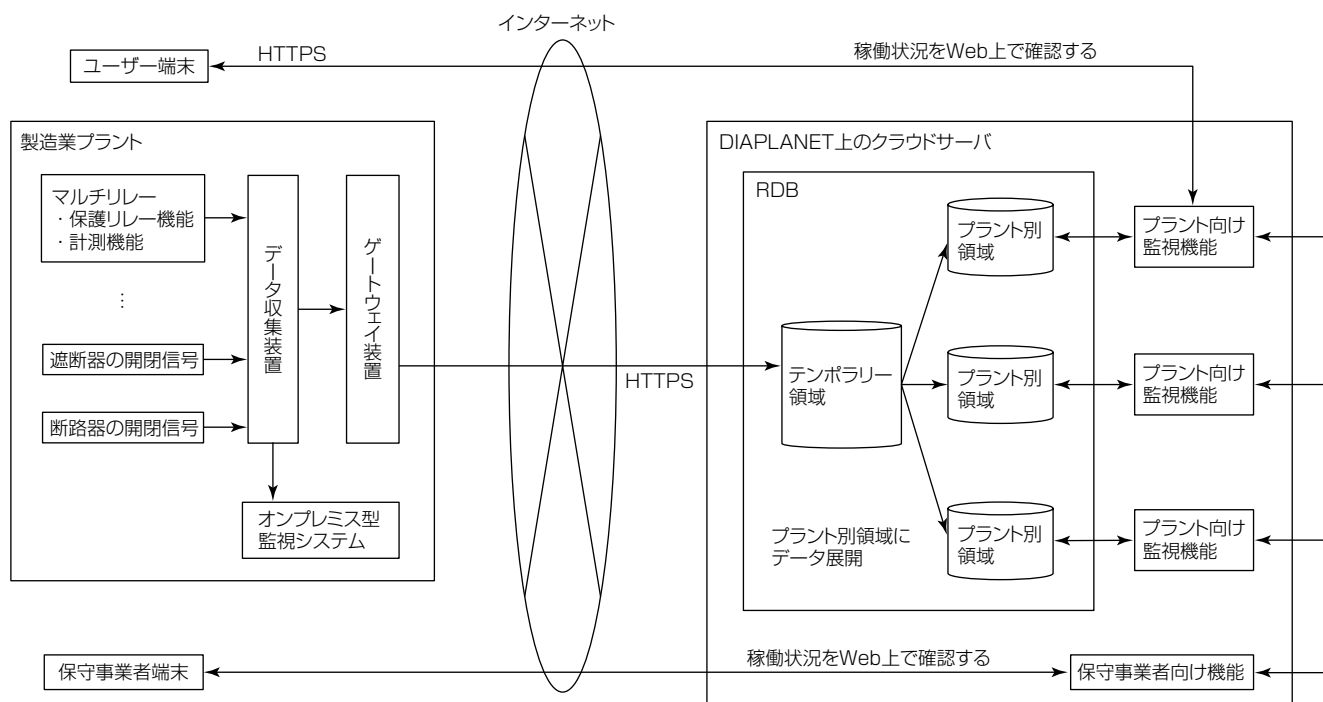 インターネット
HTTPS
稼働状況をWeb上で確認する
ユーザー端末
製造業プラント
マルチリレー
・保護リレー機能
・計測機能
⋮
遮断器の開閉信号
断路器の開閉信号
データ収集装置
ゲートウェイ装置
オンプレミス型
監視システム
HTTPS
DIAPLANET上のクラウドサーバ
RDB
テンポラリー
領域
プラント別
領域
プラント向け
監視機能
プラント別
領域
プラント向け
監視機能
プラント別領域に
データ展開
プラント別
領域
プラント向け
監視機能
保守事業者端末
稼働状況をWeb上で確認する
保守事業者向け機能